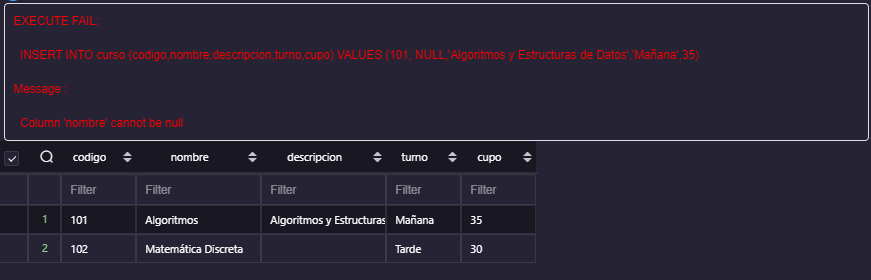 EXECUTE FAIL:
INSERT INTO curso (codigo,nombre,descripcion,turno,cupo) VALUES (101, NULL,'Algoritmos y Estructuras de Datos','Mañana',35)
Message :
Column 'nombre' cannot be null
codigo nombre descripcion turno cupo
Filter Filter Filter Filter Filter
1 101 Algoritmos Algoritmos y Estructuras Mañana 35
2 102 Matemática Discreta Tarde 30